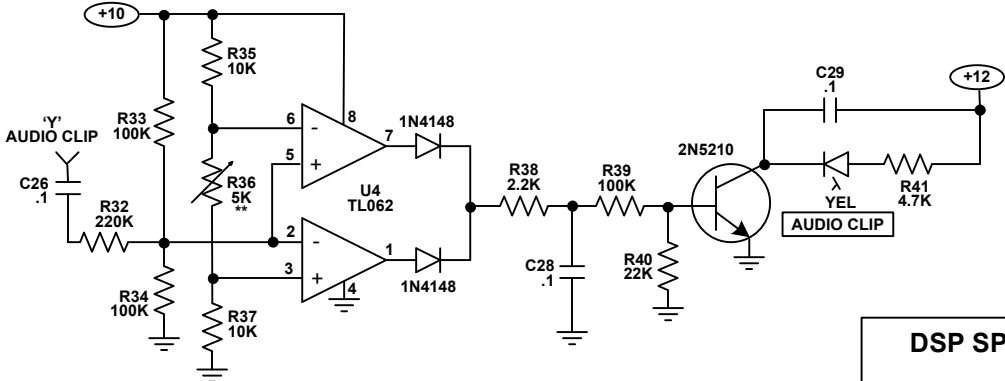 +10
R35
10K
R33
100K
'Y'
AUDIO CLIP
C26
.1
R32
220K
R34
100K
R36
5K
**
R37
10K
6
-
5
+
8
7
U4
TL062
2
-
3
+
1
4
1N4148
1N4148
R38
2.2K
R39
100K
C28
.1
R40
22K
2N5210
C29
.1
+12
R41
4.7K
YEL
AUDIO CLIP
DSP SP